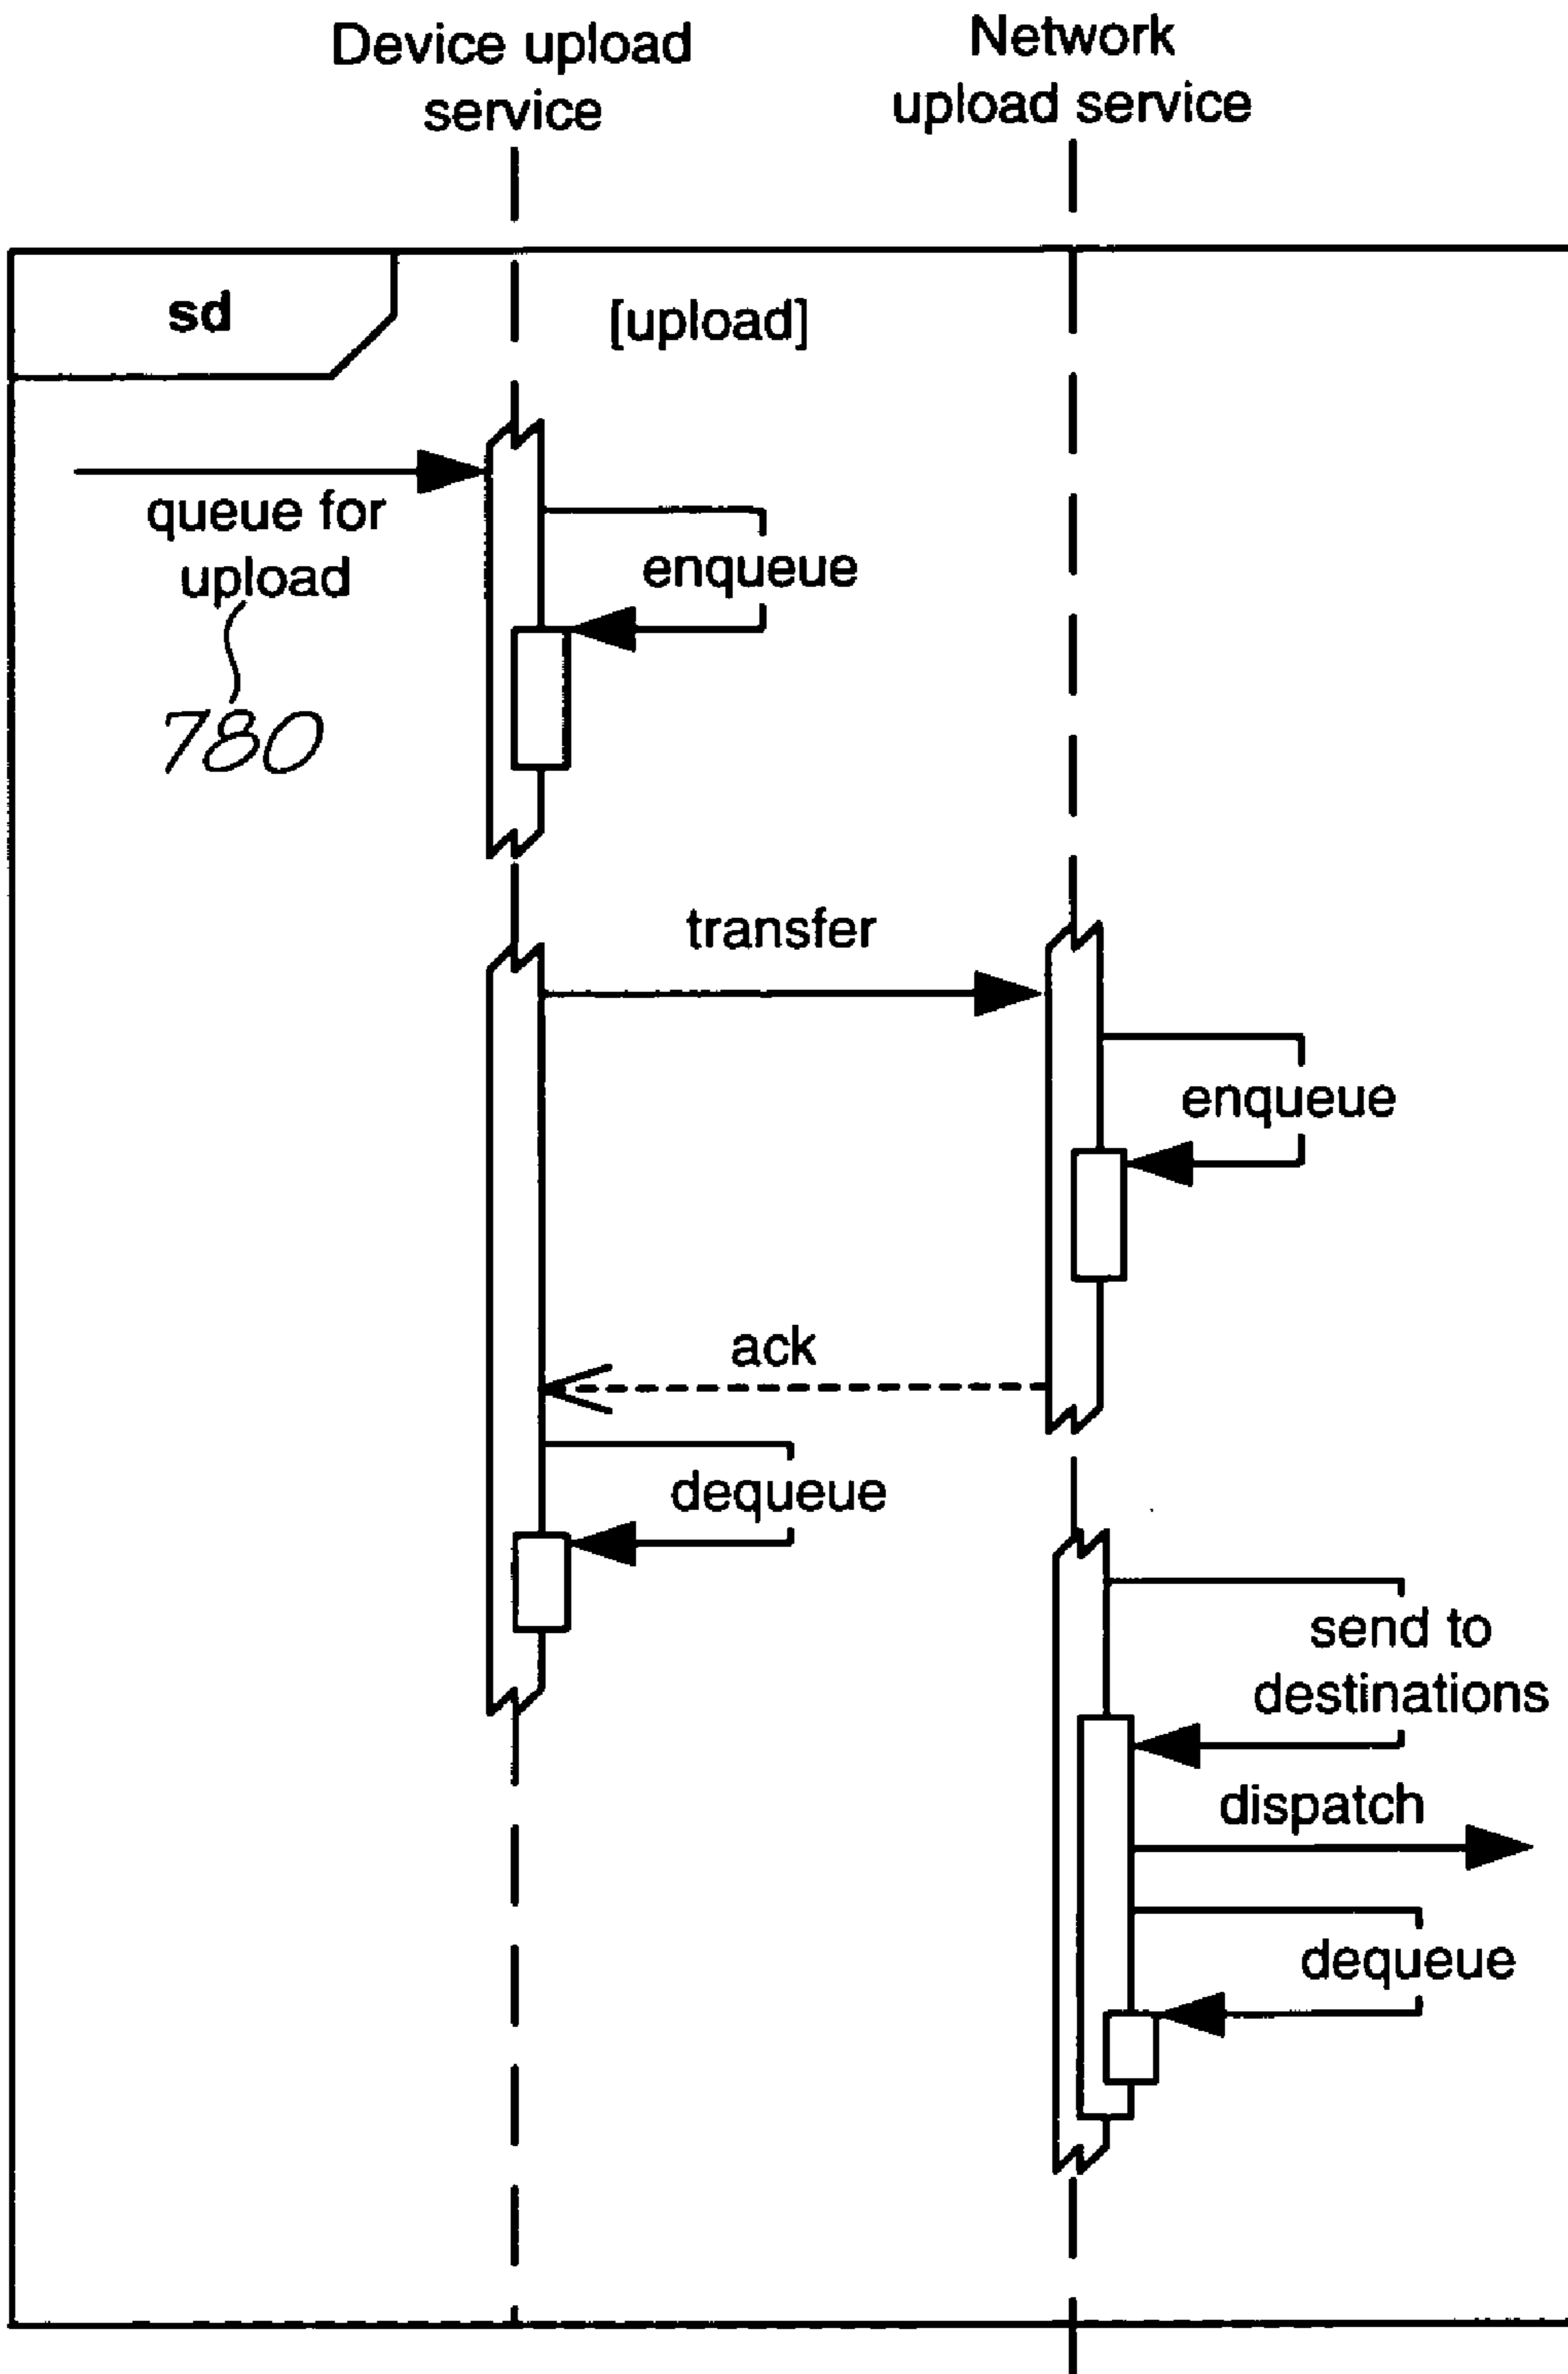 Device upload
service
Network
upload service
sd
[upload]
queue for
upload
780
enqueue
transfer
enqueue
ack
dequeue
send to
destinations
dispatch
dequeue